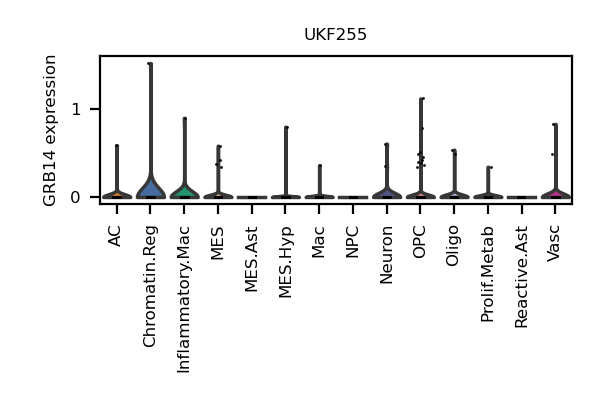 UKF255
GRB14 expression
1
0
AC
Chromatin.Reg
Inflammatory.Mac
MES
MES.Ast
MES.Hyp
Mac
NPC
Neuron
OPC
Oligo
Prolif.Metab
Reactive.Ast
Vasc